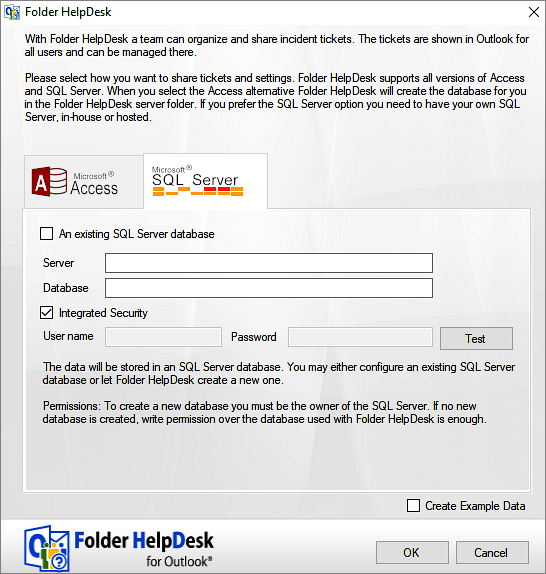 Folder HelpDesk
With Folder HelpDesk a team can organize and share incident tickets. The tickets are shown in Outlook for
all users and can be managed there.
Please select how you want to share tickets and settings. Folder HelpDesk supports all versions of Access
and SQL Server. When you select the Access alternative Folder HelpDesk will create the database for you
in the Folder HelpDesk server folder. If you prefer the SQL Server option you need to have your own SQL
Server, in-house or hosted.
Microsoft®
Access
Microsoft®
SQL Server
An existing SQL Server database
Server
Database
Integrated Security
User name
Password
Test
The data will be stored in an SQL Server database. You may either configure an existing SQL Server
database or let Folder HelpDesk create a new one.
Permissions: To create a new database you must be the owner of the SQL Server. If no new
database is created, write permission over the database used with Folder HelpDesk is enough.
Create Example Data
Folder HelpDesk
for Outlook®
OK
Cancel